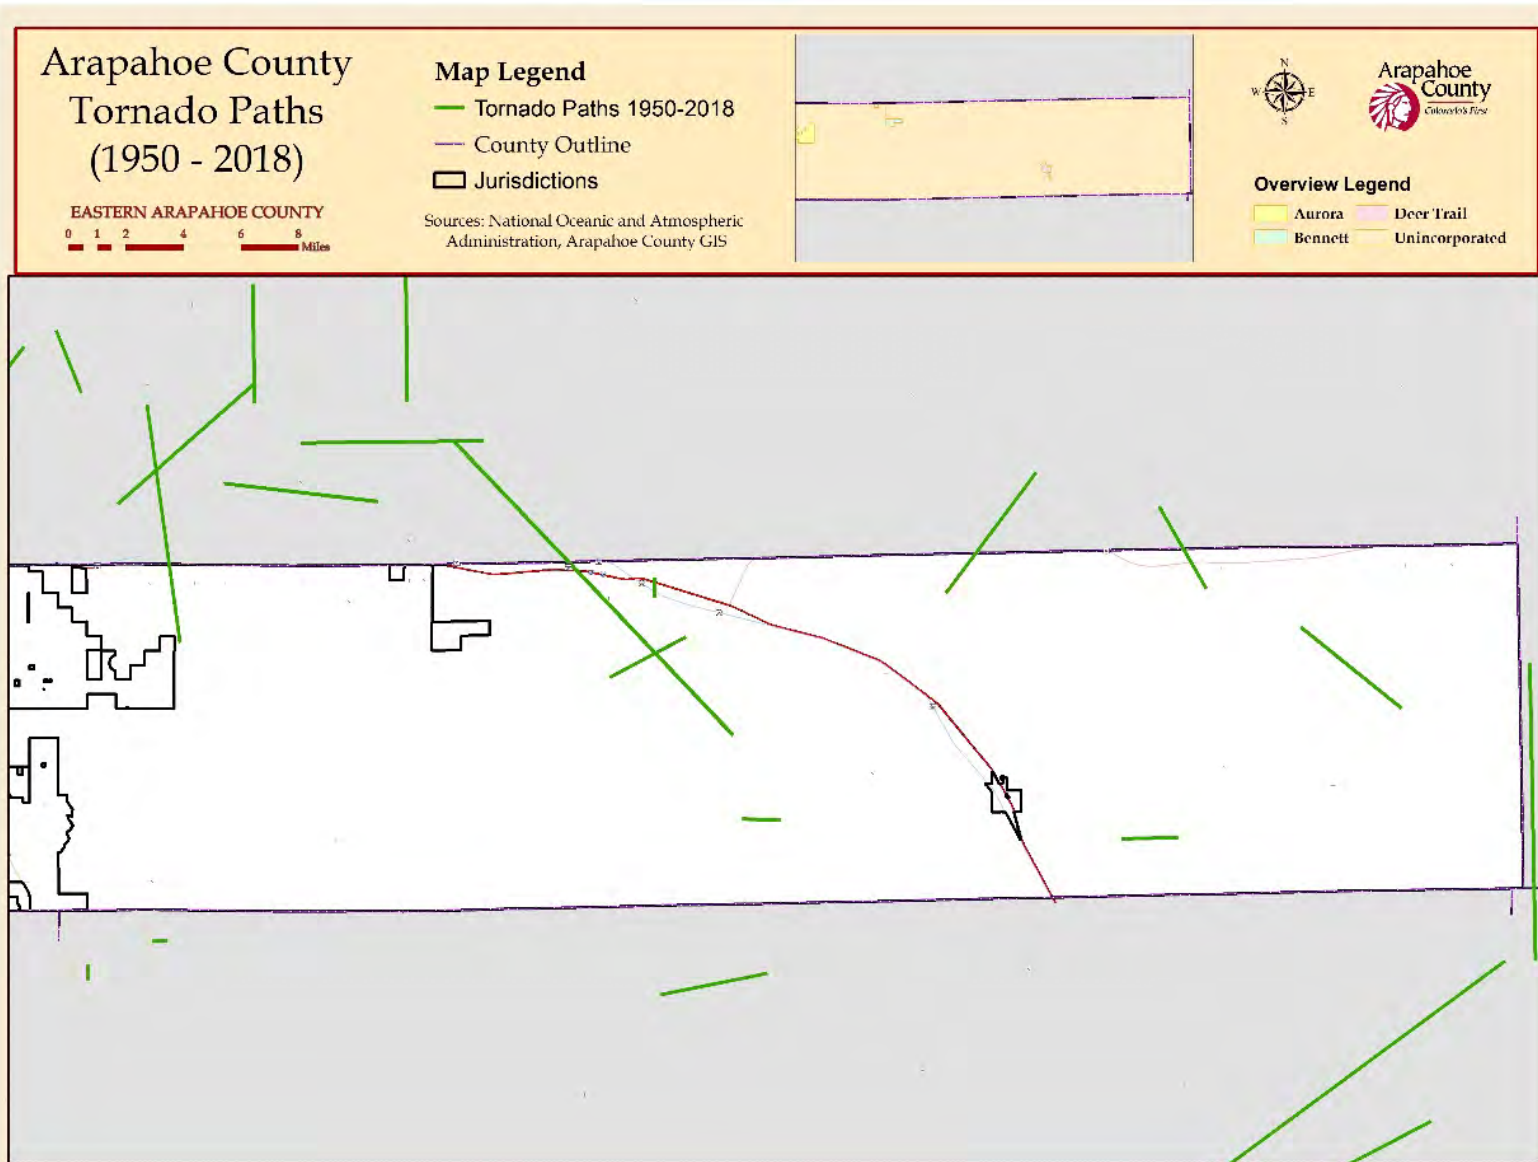 Arapahoe County
Tornado Paths
(1950 - 2018)
EASTERN ARAPAHOE COUNTY
0 1 2 4 6 8
Miles
Map Legend
Tornado Paths 1950-2018
County Outline
Jurisdictions
Sources: National Oceanic and Atmospheric
Administration, Arapahoe County GIS
N
W E
S
Arapahoe
County
Colorado's First
Overview Legend
Aurora Deer Trail
Bennett Unincorporated